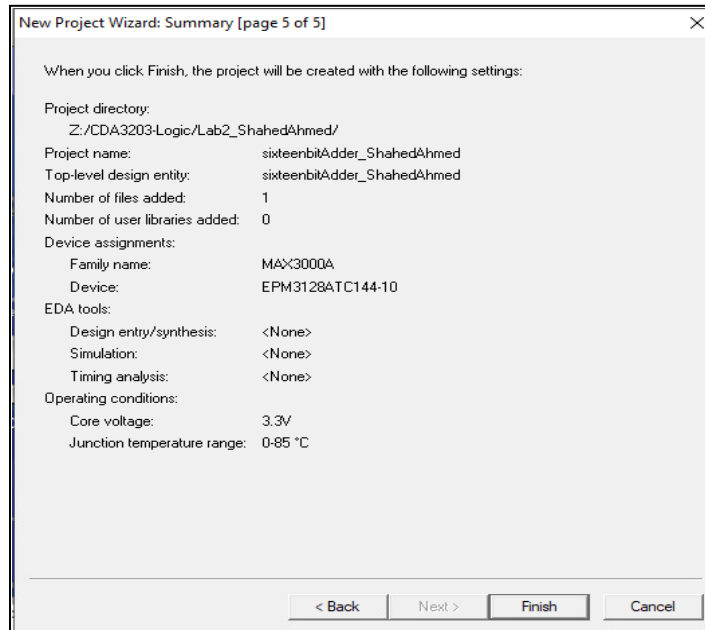 New Project Wizard: Summary [page 5 of 5]
When you click Finish, the project will be created with the following settings:
Project directory:
Z:/CDA3203-Logic/Lab2_ShahedAhmed/
Project name: sixteenbitAdder_ShahedAhmed
Top-level design entity: sixteenbitAdder_ShahedAhmed
Number of files added: 1
Number of user libraries added: 0
Device assignments:
Family name: MAX3000A
Device: EPM3128ATC144-10
EDA tools:
Design entry/synthesis: <None>
Simulation: <None>
Timing analysis: <None>
Operating conditions:
Core voltage: 3.3V
Junction temperature range: 0-85 °C
< Back Next > Finish Cancel